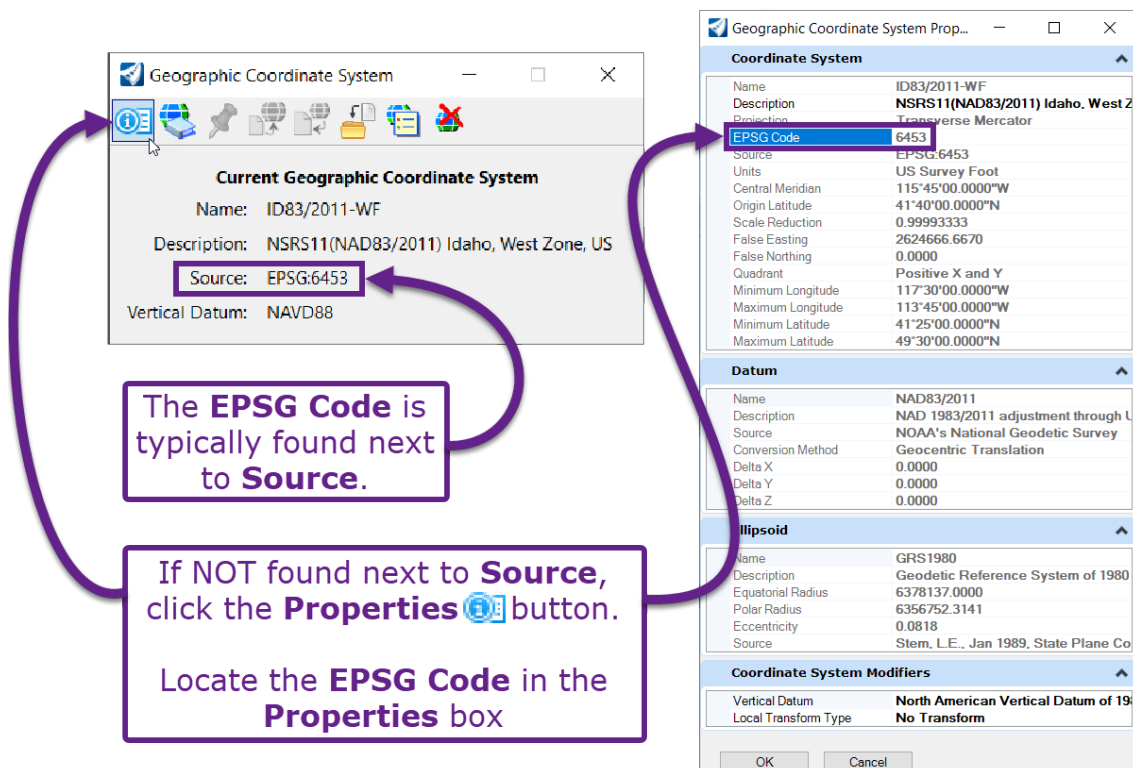 Geographic Coordinate System
Current Geographic Coordinate System
Name: ID83/2011-WF
Description: NSRS11(NAD83/2011) Idaho, West Zone, US
Source: EPSG:6453
Vertical Datum: NAVD88
The EPSG Code is
typically found next
to Source.
If NOT found next to Source,
click the Properties button.
Locate the EPSG Code in the
Properties box
Geographic Coordinate System Prop...
Coordinate System
Name ID83/2011-WF
Description NSRS11(NAD83/2011) Idaho, West Z
Projection Transverse Mercator
EPSG Code 6453
Source EPSG:6453
Units US Survey Foot
Central Meridian 115°45'00.0000"W
Origin Latitude 41°40'00.0000"N
Scale Reduction 0.99993333
False Easting 2624666.6670
False Northing 0.0000
Quadrant Positive X and Y
Minimum Longitude 117°30'00.0000"W
Maximum Longitude 113°45'00.0000"W
Minimum Latitude 41°25'00.0000"N
Maximum Latitude 49°30'00.0000"N
Datum
Name NAD83/2011
Description NAD 1983/2011 adjustment through U
Source NOAA's National Geodetic Survey
Conversion Method Geocentric Translation
Delta X 0.0000
Delta Y 0.0000
Delta Z 0.0000
llipsoid
Name GRS1980
Description Geodetic Reference System of 1980
Equatorial Radius 6378137.0000
Polar Radius 6356752.3141
Eccentricity 0.0818
Source Stem, L.E., Jan 1989, State Plane Co
Coordinate System Modifiers
Vertical Datum North American Vertical Datum of 198
Local Transform Type No Transform
OK Cancel